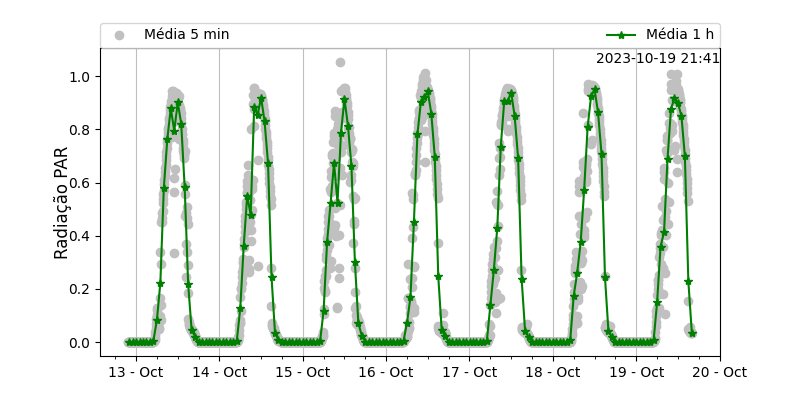 Média 5 min
Média 1 h
2023-10-19 21:41
Radiação PAR
1.0
0.8
0.6
0.4
0.2
0.0
13 - Oct
14 - Oct
15 - Oct
16 - Oct
17 - Oct
18 - Oct
19 - Oct
20 - Oct